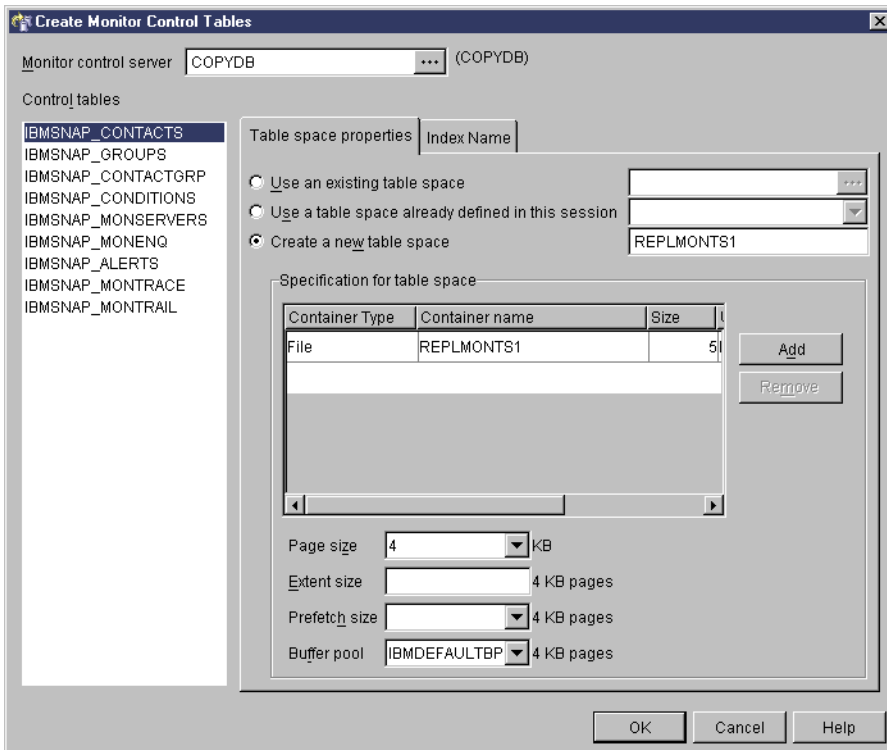 Create Monitor Control Tables
Monitor control server COPYDB ... (COPYDB)
Control tables
IBMSNAP_CONTACTS
IBMSNAP_GROUPS
IBMSNAP_CONTACTGRP
IBMSNAP_CONDITIONS
IBMSNAP_MONSERVERS
IBMSNAP_MONENQ
IBMSNAP_ALERTS
IBMSNAP_MONTRACE
IBMSNAP_MONTRAIL
Table space properties Index Name
Use an existing table space ...
Use a table space already defined in this session
Create a new table space REPLMONTS1
Specification for table space
Container Type Container name Size
File REPLMONTS1 5
Add
Remove
Page size 4 KB
Extent size 4 KB pages
Prefetch size 4 KB pages
Buffer pool IBMDEFAULTBP 4 KB pages
OK Cancel Help